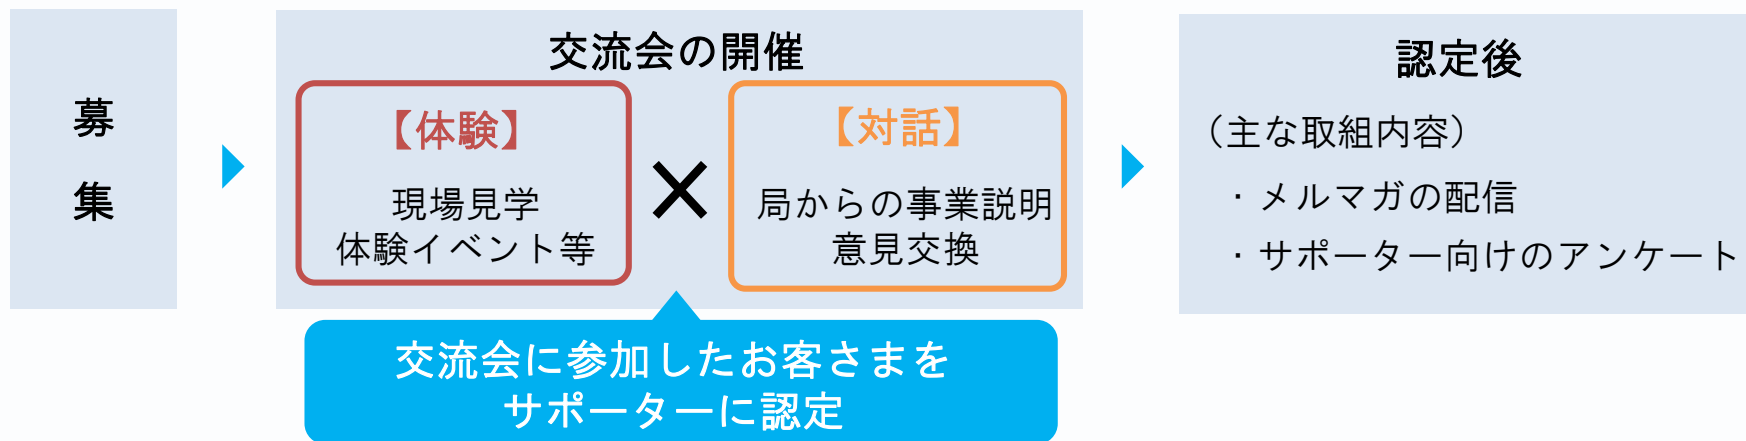 募
集
交流会の開催
【体験】
現場見学
体験イベント等
×
【対話】
局からの事業説明
意見交換
交流会に参加したお客さまを
サポーターに認定
認定後
（主な取組内容）
・メルマガの配信
・サポーター向けのアンケート